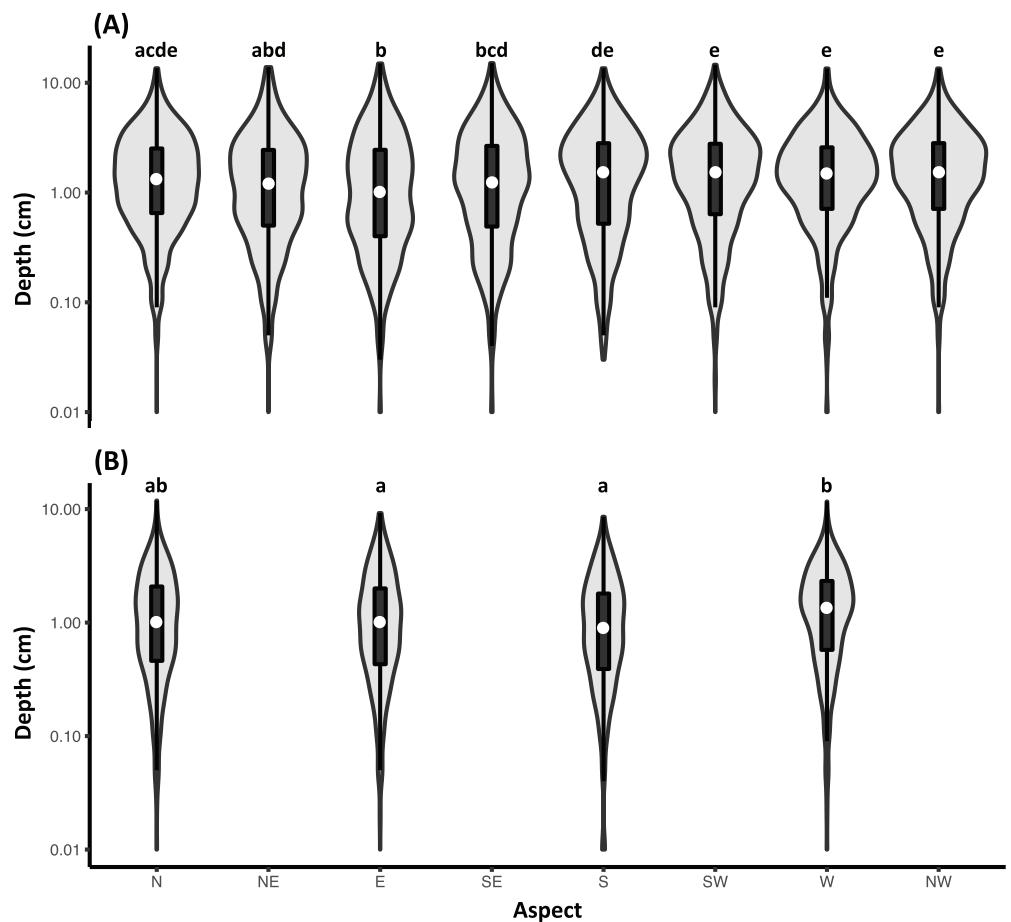 (A)
acde abd b bcd de e e e
10.00
1.00
0.10
0.01
Depth (cm)
(B)
ab a a b
10.00
1.00
0.10
0.01
Depth (cm)
N NE E SE S SW W NW
Aspect